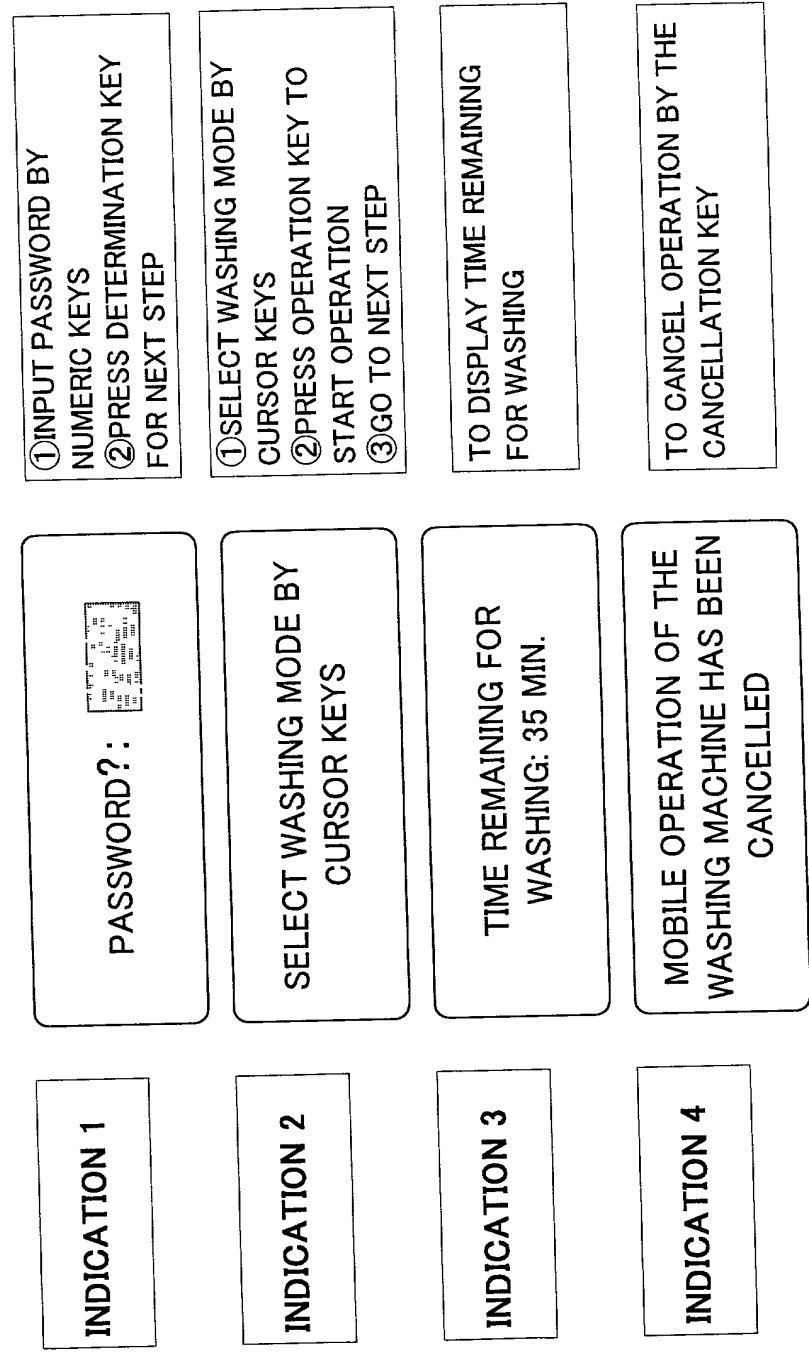 INDICATION 1
PASSWORD?:
①INPUT PASSWORD BY
NUMERIC KEYS
②PRESS DETERMINATION KEY
FOR NEXT STEP
INDICATION 2
SELECT WASHING MODE BY
CURSOR KEYS
①SELECT WASHING MODE BY
CURSOR KEYS
②PRESS OPERATION KEY TO
START OPERATION
③GO TO NEXT STEP
INDICATION 3
TIME REMAINING FOR
WASHING: 35 MIN.
TO DISPLAY TIME REMAINING
FOR WASHING
INDICATION 4
MOBILE OPERATION OF THE
WASHING MACHINE HAS BEEN
CANCELLED
TO CANCEL OPERATION BY THE
CANCELLATION KEY